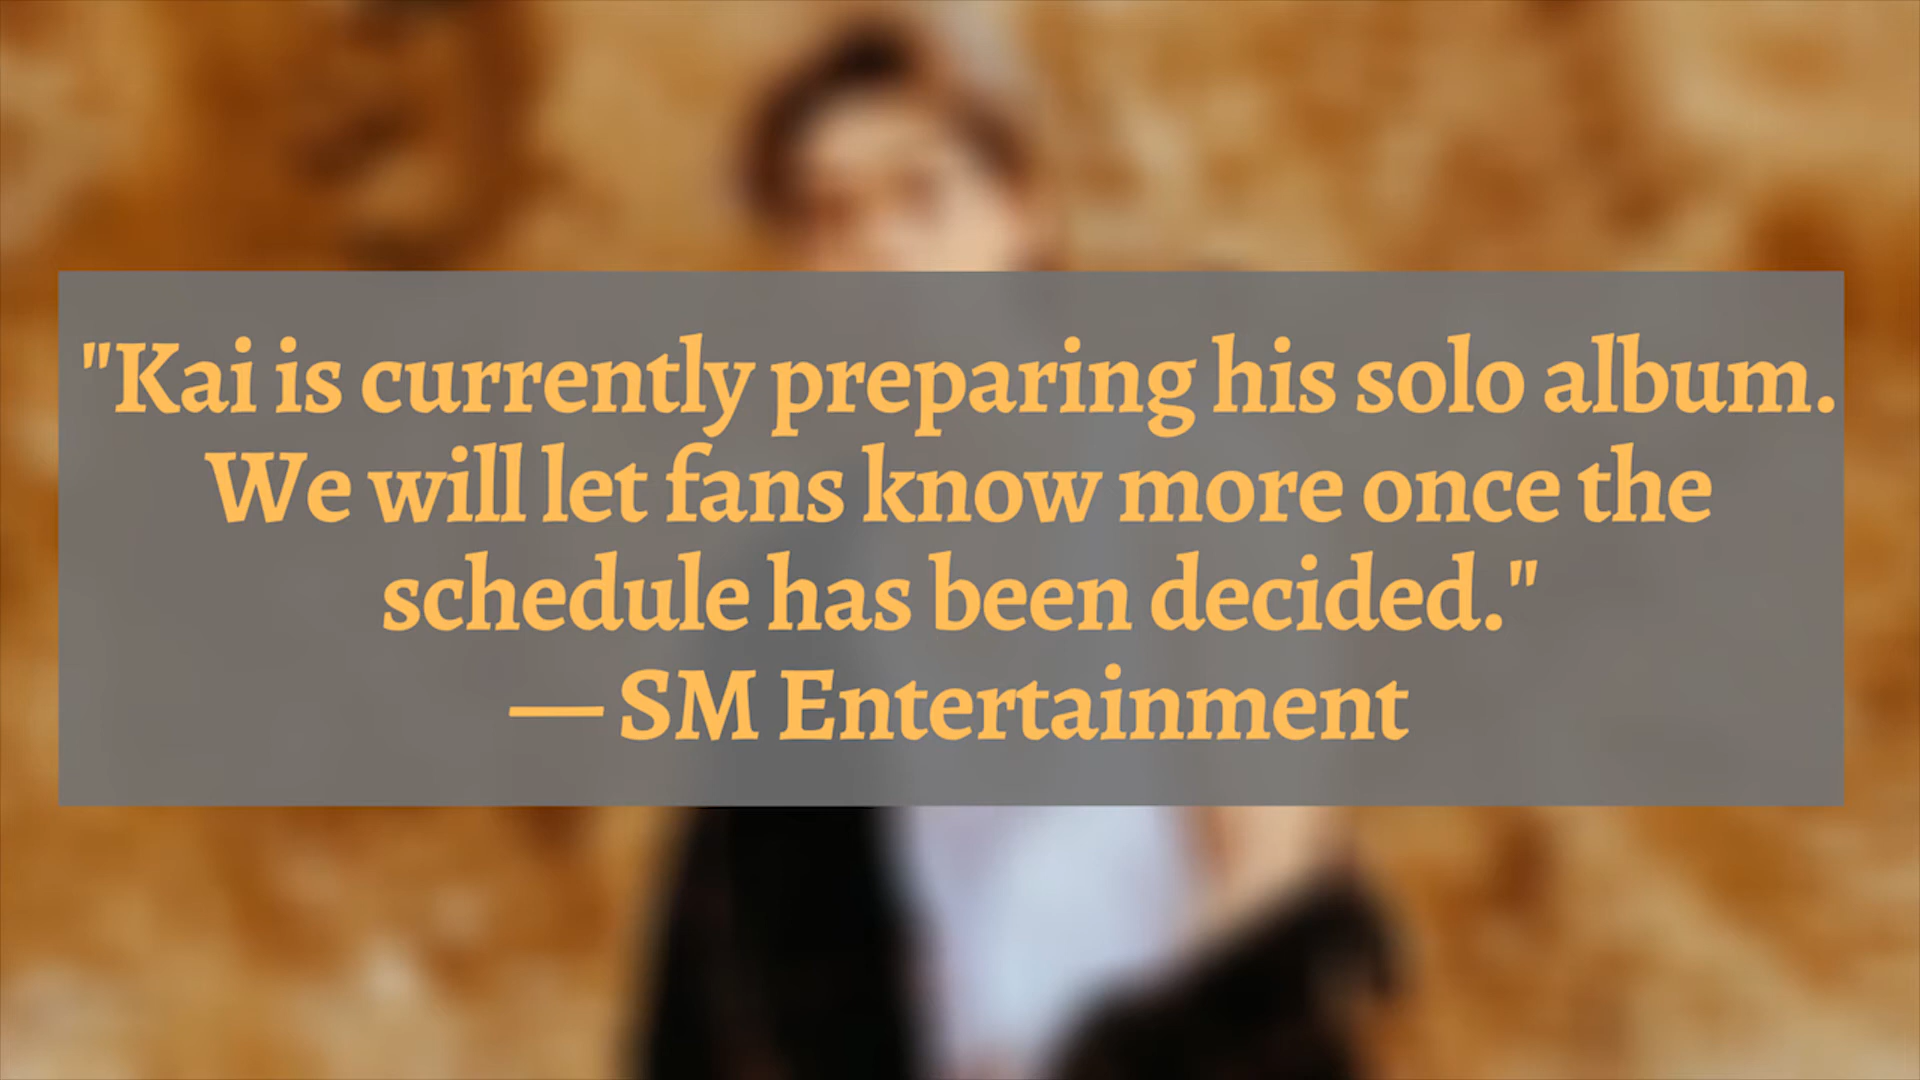 "Kai is currently preparing his solo album.
We will let fans know more once the
schedule has been decided."
— SM Entertainment